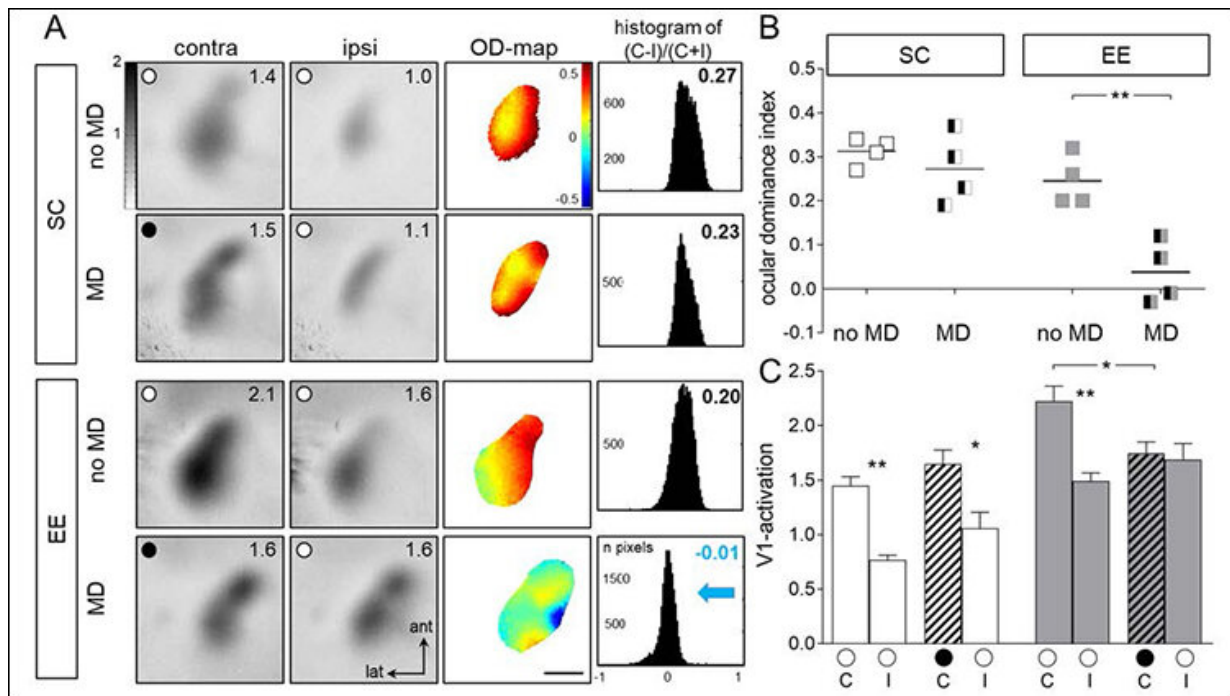 A
contra
ipsi
OD-map
histogram of
(C-I)/(C+I)
SC
no MD
2
1
1.4
1.0
0.5
0
-0.5
0.27
600
200
MD
1.5
1.1
0.23
500
EE
no MD
2.1
1.6
0.20
500
MD
1.6
1.6
ant
lat
n pixels
-0.01
1500
500
-1
0
1
B
SC
EE
ocular dominance index
0.5
0.4
0.3
0.2
0.1
0.0
-0.1
**
no MD
MD
no MD
MD
C
V1-activation
2.5
2.0
1.5
1.0
0.5
0.0
**
*
*
**
C
I
C
I
C
I
C
I